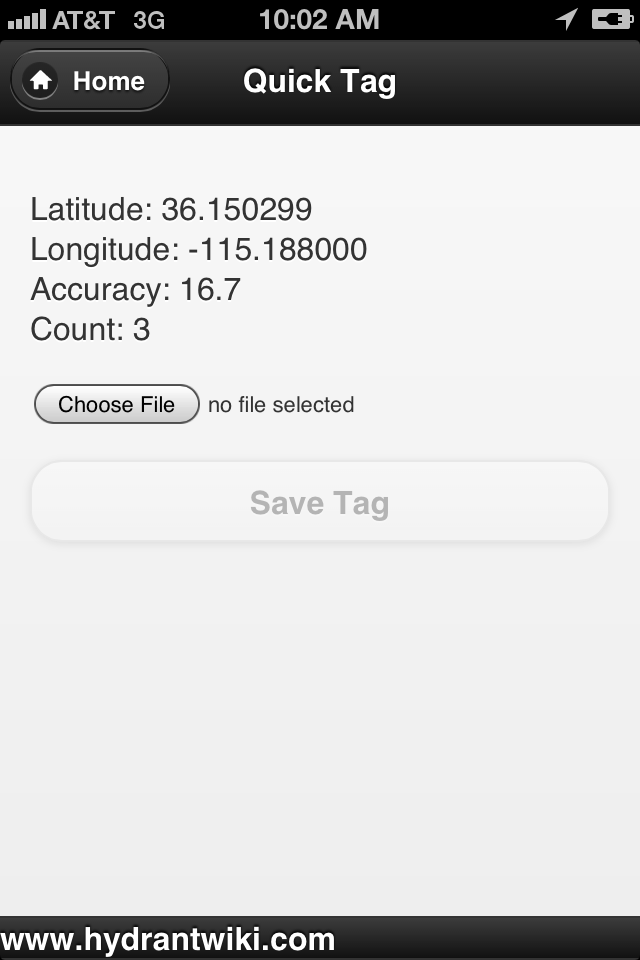 AT&T 3G 10:02 AM
Home Quick Tag
Latitude: 36.150299
Longitude: -115.188000
Accuracy: 16.7
Count: 3
Choose File no file selected
Save Tag
www.hydrantwiki.com